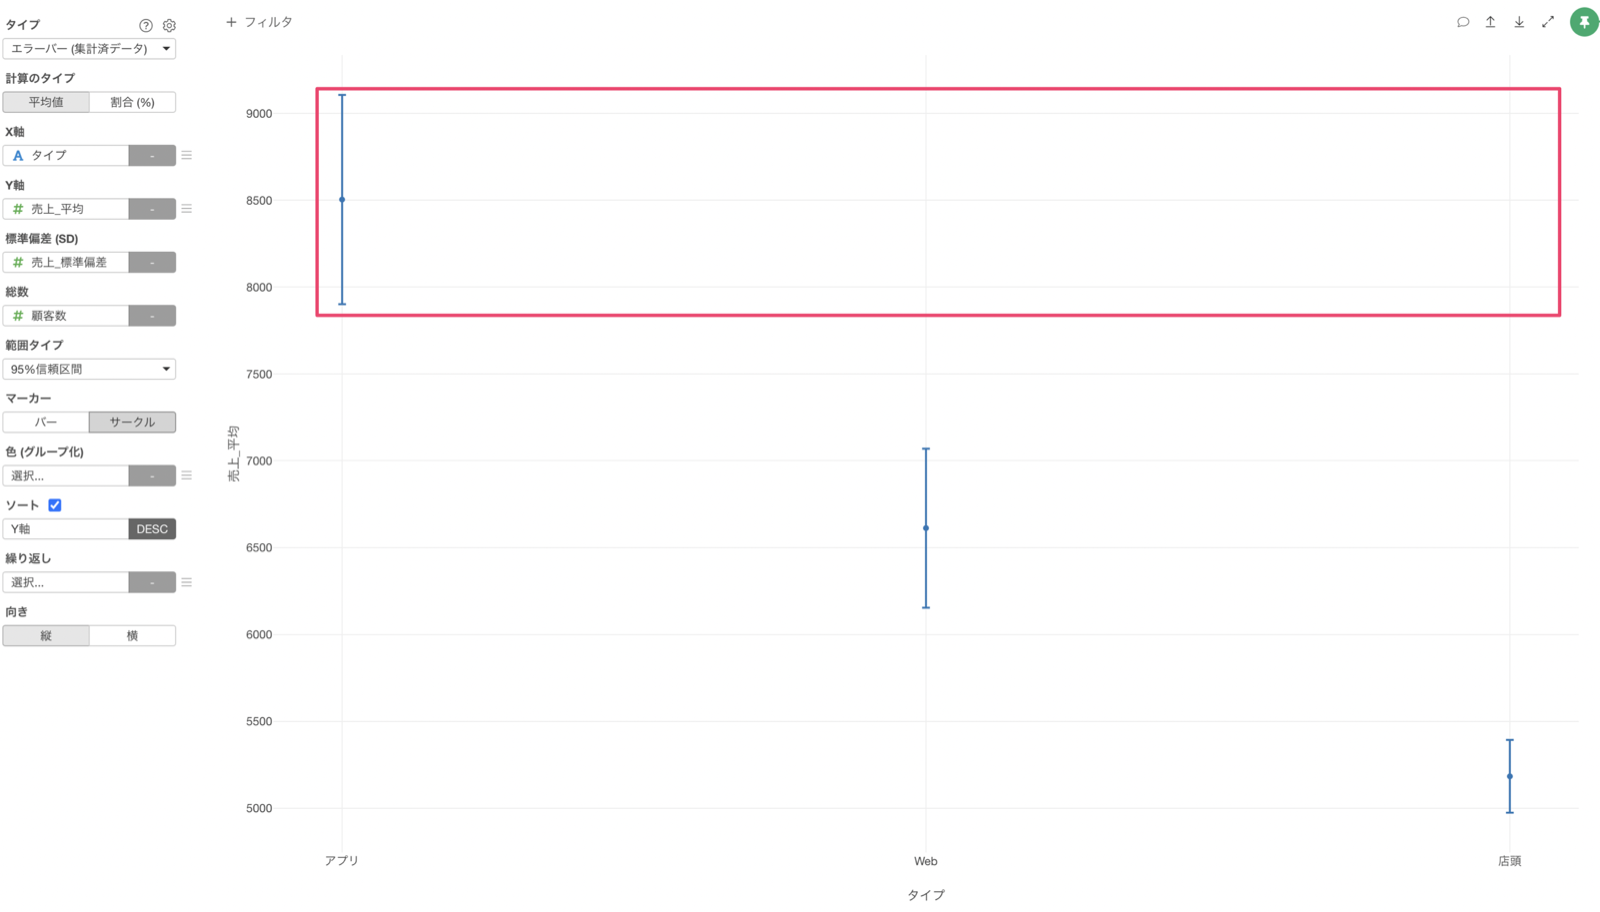 タイプ
エラーバー (集計済データ)
計算のタイプ
平均値 割合 (%)
X軸
A タイプ -
Y軸
# 売上_平均 -
標準偏差 (SD)
# 売上_標準偏差 -
総数
# 顧客数 -
範囲タイプ
95%信頼区間
マーカー
バー サークル
色 (グループ化)
選択... -
ソート
Y軸 DESC
繰り返し
選択... -
向き
縦 横
+ フィルタ
9000
8500
8000
7500
7000
6500
6000
5500
5000
売上_平均
アプリ Web 店頭
タイプ